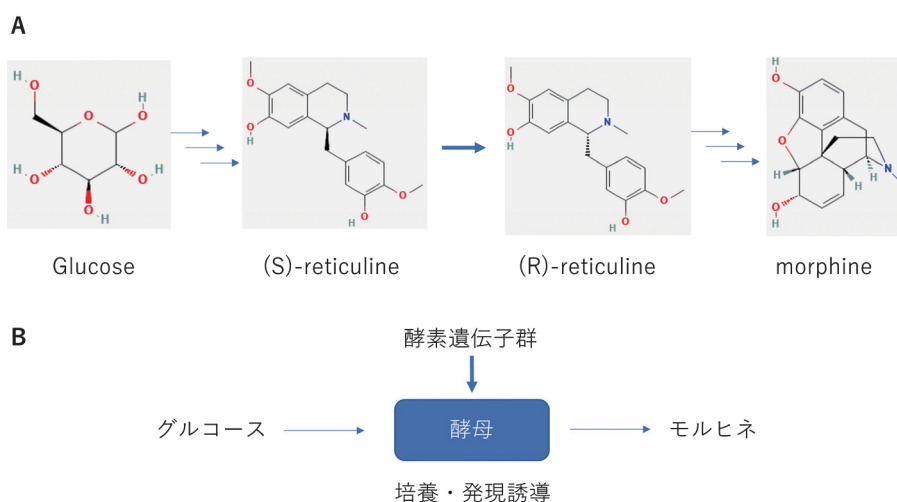 A
Glucose
(S)-reticuline
(R)-reticuline
morphine
B
酵素遺伝子群
グルコース
酵母
モルヒネ
培養・発現誘導